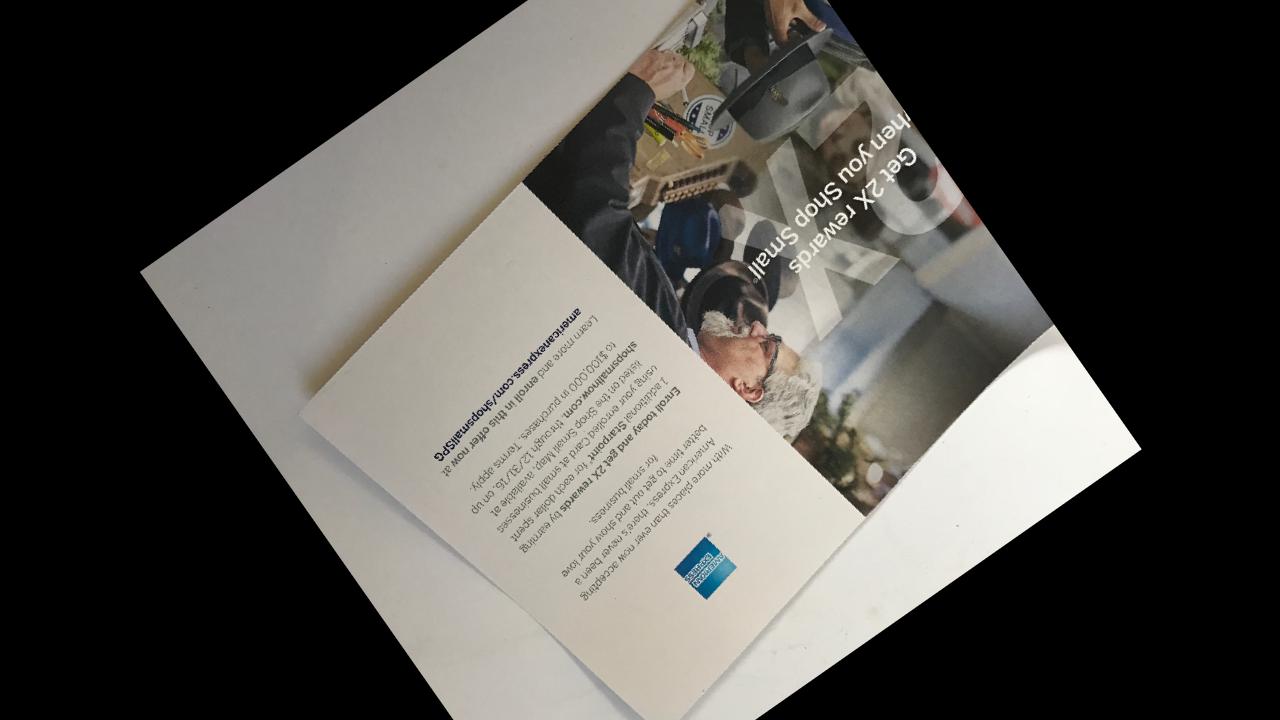 Get 2X rewards
hen you Shop Small®
2X
SHOP
SMALL
AMERICAN
EXPRESS
®
With more places than ever now accepting
American Express, there's never been a
better time to get out and show your love
for small business.
Enroll today and get 2X rewards by earning
1 additional Starpoint® for each dollar spent
using your enrolled Card at small businesses
listed on the Shop Small Map, available at
shopsmallnow.com, through 12/31/16, on up
to $100,000 in purchases. Terms apply.
Learn more and enroll in this offer now at
americanexpress.com/shopsmallSPG